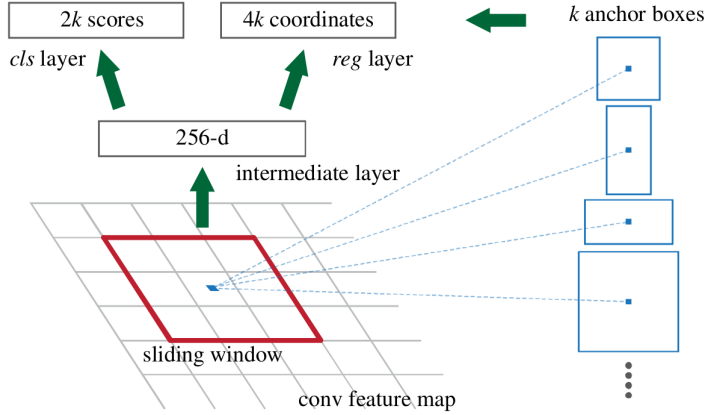 2k scores
4k coordinates
k anchor boxes
cls layer
reg layer
256-d
intermediate layer
sliding window
conv feature map